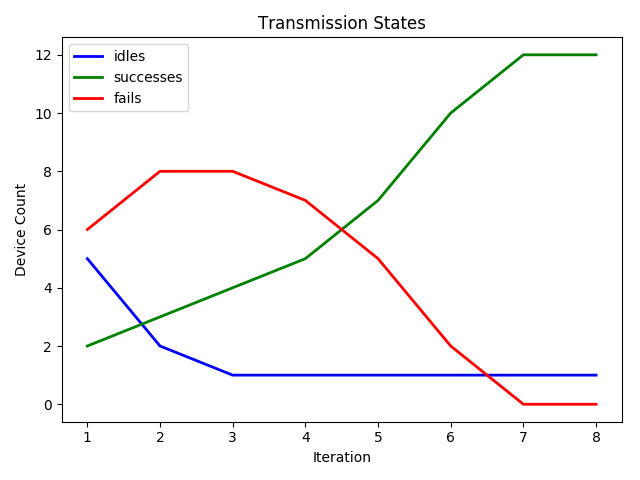 Transmission States
idles
successes
fails
Device Count
12
10
8
6
4
2
0
1 2 3 4 5 6 7 8
Iteration